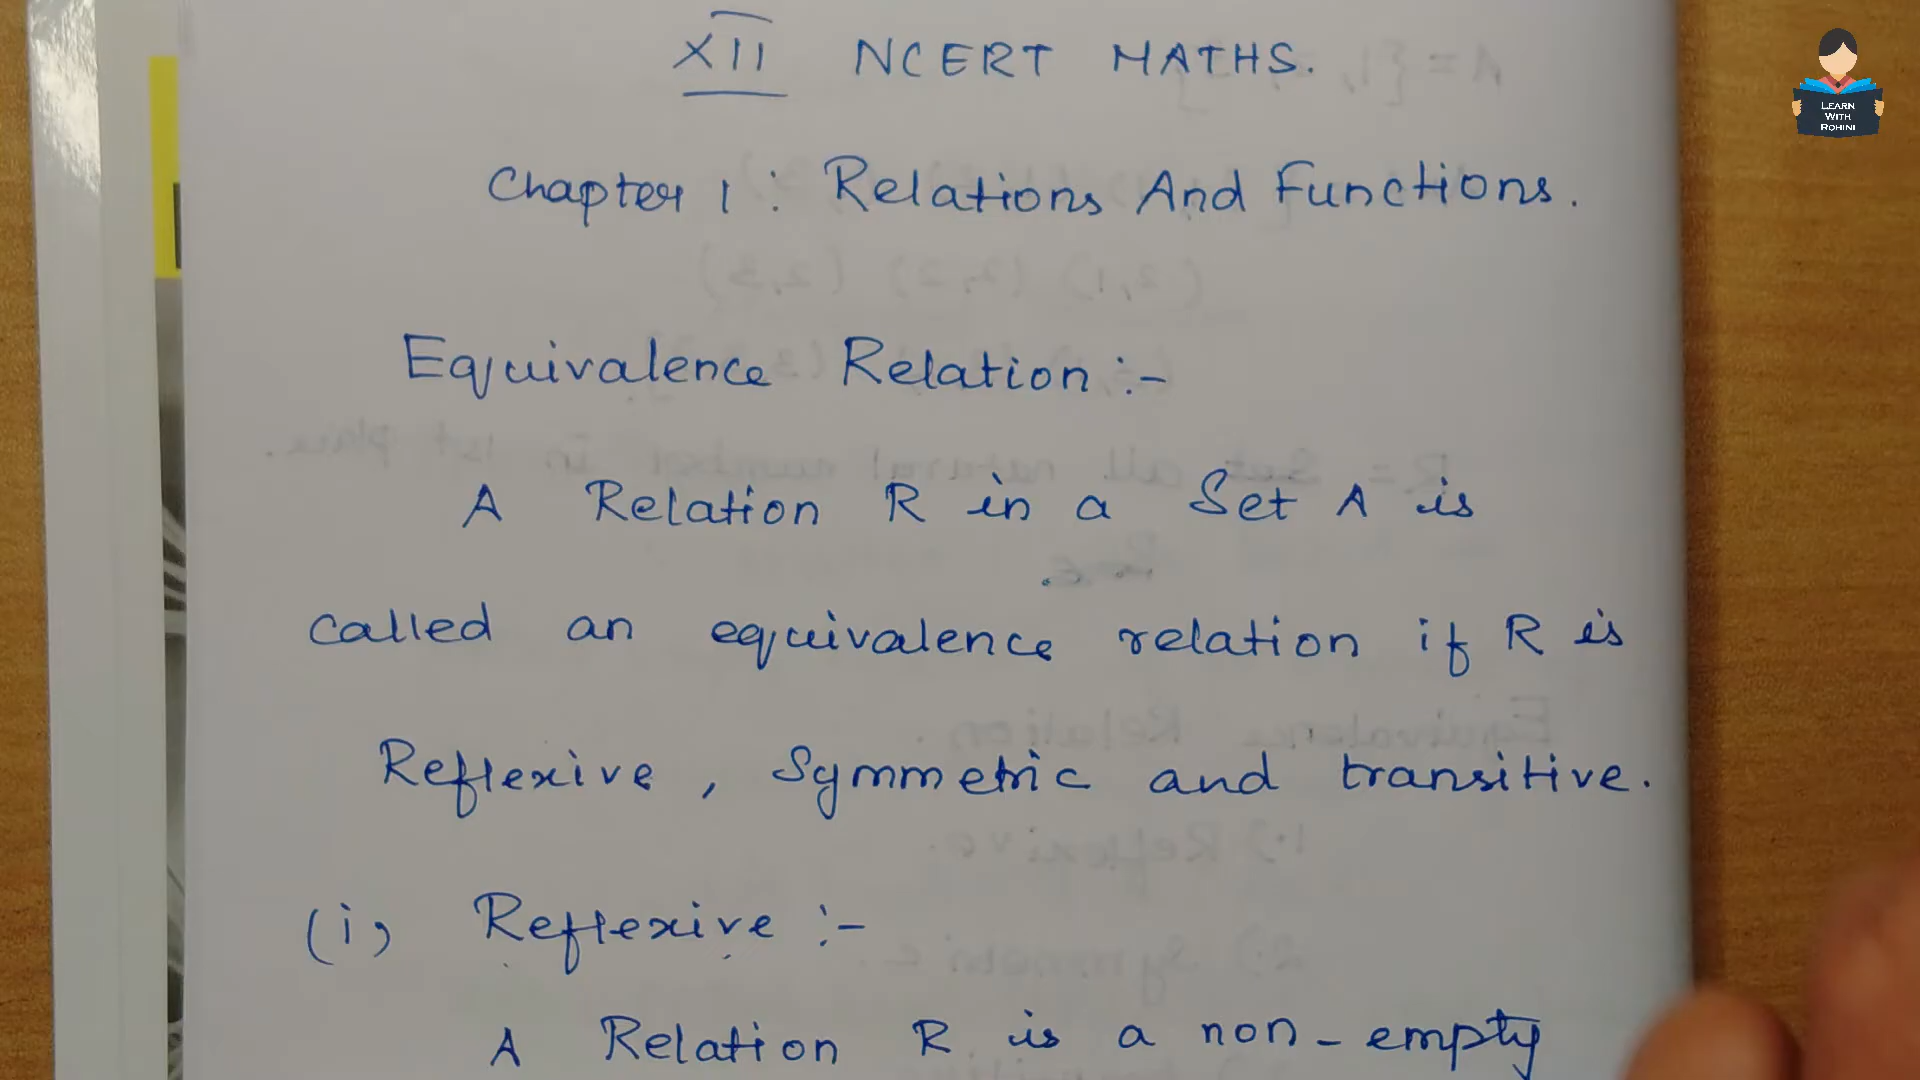 XII NCERT MATHS.
Chapter 1 : Relations And Functions.
Equivalence Relation :-
A Relation R in a Set A is
called an equivalence relation if R is
Reflexive, Symmetric and transitive.
(i) Reflexive :-
A Relation R is a non-empty
LEARN
WITH
ROHINI